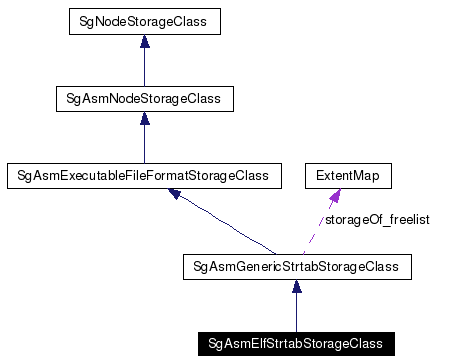 SgNodeStorageClass
SgAsmNodeStorageClass
SgAsmExecutableFileFormatStorageClass
ExtentMap
storageOf_freelist
SgAsmGenericStrtabStorageClass
SgAsmElfStrtabStorageClass